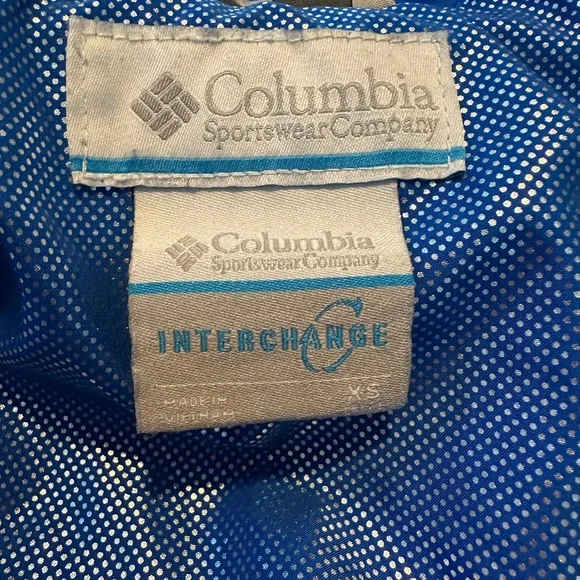 Columbia
Sportswear Company
Columbia
Sportswear Company
INTERCHANGE
MADE IN XS
VIETNAM